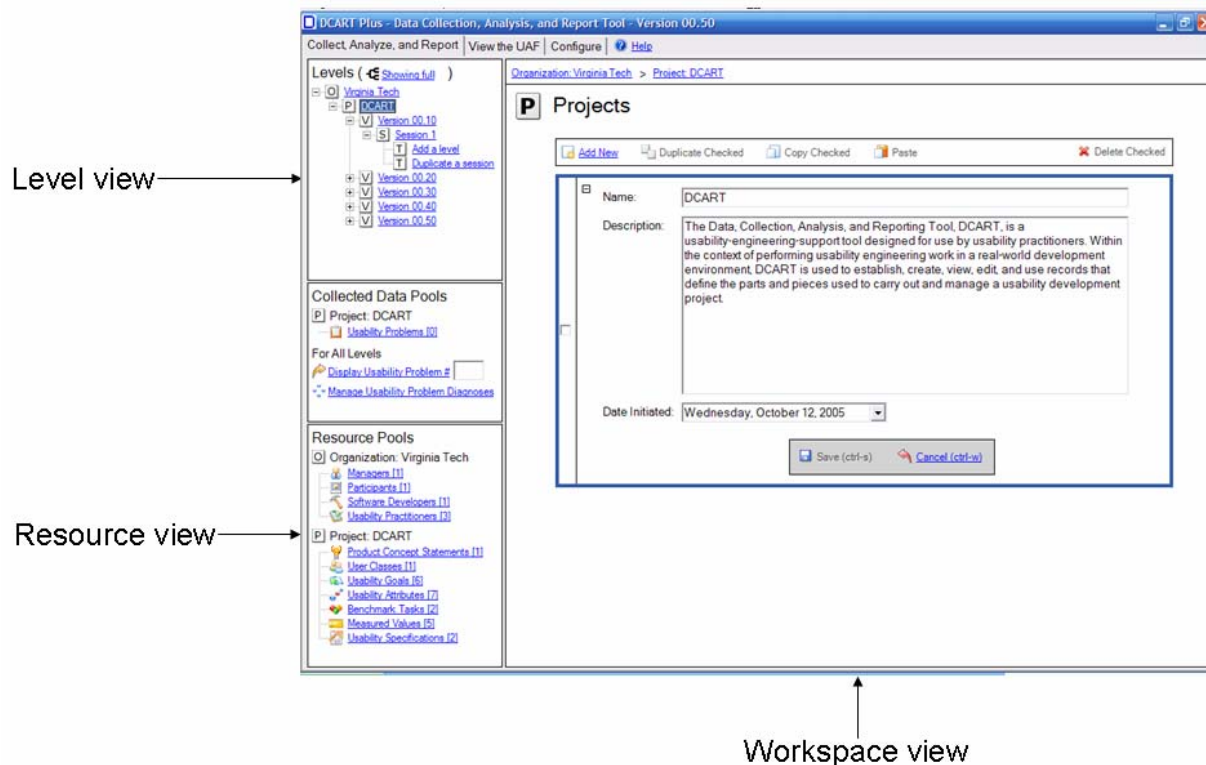 DCART Plus - Data Collection, Analysis, and Report Tool - Version 00.50
Collect, Analyze, and Report View the UAF Configure Help
Levels ( Showing full )
O Virginia Tech
P DCART
V Version 00.10
S Session 1
T Add a level
T Duplicate a session
V Version 00.20
V Version 00.30
V Version 00.40
V Version 00.50
Level view
Collected Data Pools
P Project: DCART
Usability Problems [0]
For All Levels
Display Usability Problem #
Manage Usability Problem Diagnoses
Resource Pools
O Organization: Virginia Tech
Managers [1]
Participants [1]
Software Developers [1]
Usability Practitioners [3]
Resource view
P Project: DCART
Product Concept Statements [1]
User Classes [1]
Usability Goals [6]
Usability Attributes [7]
Benchmark Tasks [2]
Measured Values [5]
Usability Specifications [2]
Organization: Virginia Tech > Project: DCART
P Projects
Add New Duplicate Checked Copy Checked Paste Delete Checked
Name: DCART
Description: The Data, Collection, Analysis, and Reporting Tool, DCART, is a
usability-engineering-support tool designed for use by usability practitioners. Within
the context of performing usability engineering work in a real-world development
environment, DCART is used to establish, create, view, edit, and use records that
define the parts and pieces used to carry out and manage a usability development
project.
Date Initiated: Wednesday, October 12, 2005
Save (ctrl-s) Cancel (ctrl-w)
Workspace view